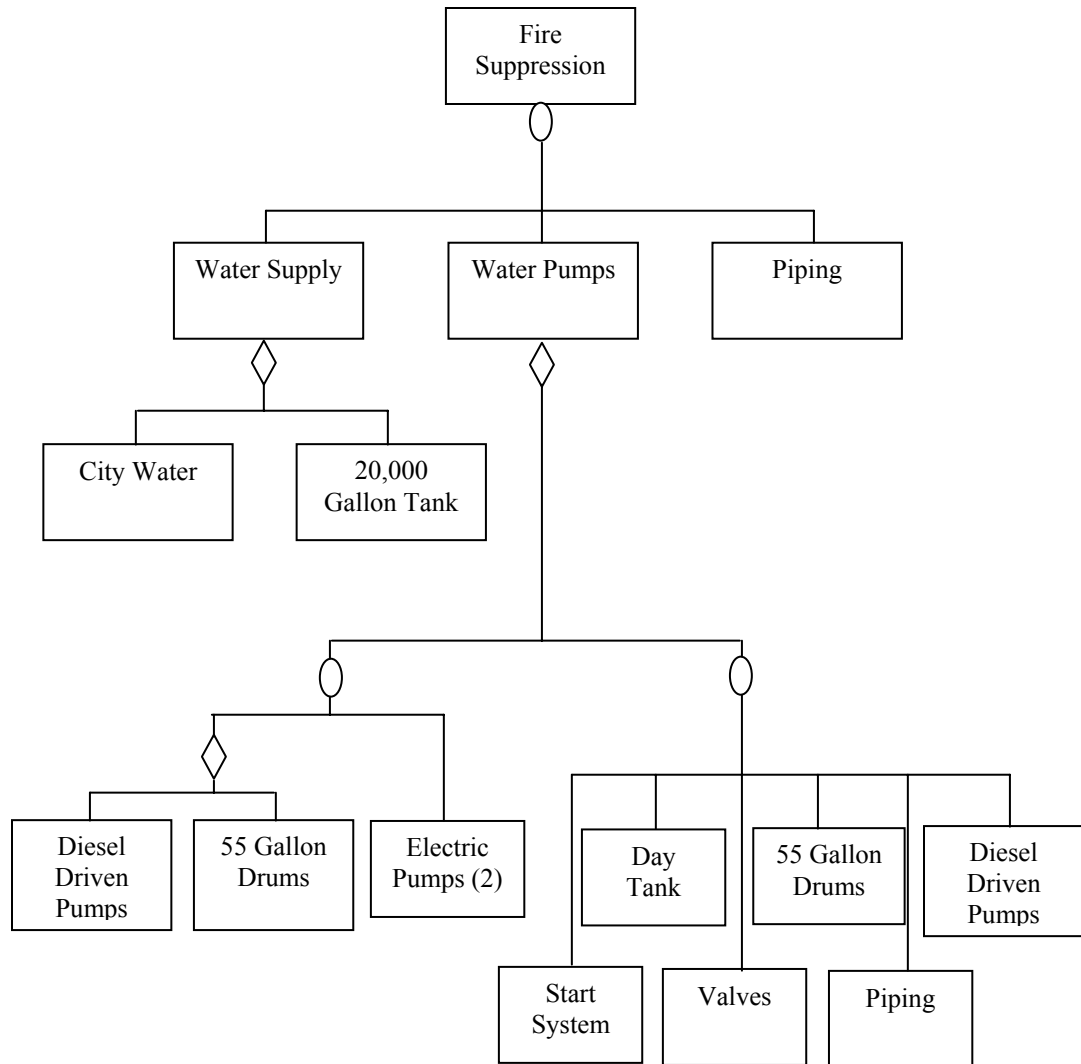 Fire
Suppression
Water Supply
Water Pumps
Piping
City Water
20,000
Gallon Tank
Diesel
Driven
Pumps
55 Gallon
Drums
Electric
Pumps (2)
Day
Tank
55 Gallon
Drums
Diesel
Driven
Pumps
Start
System
Valves
Piping